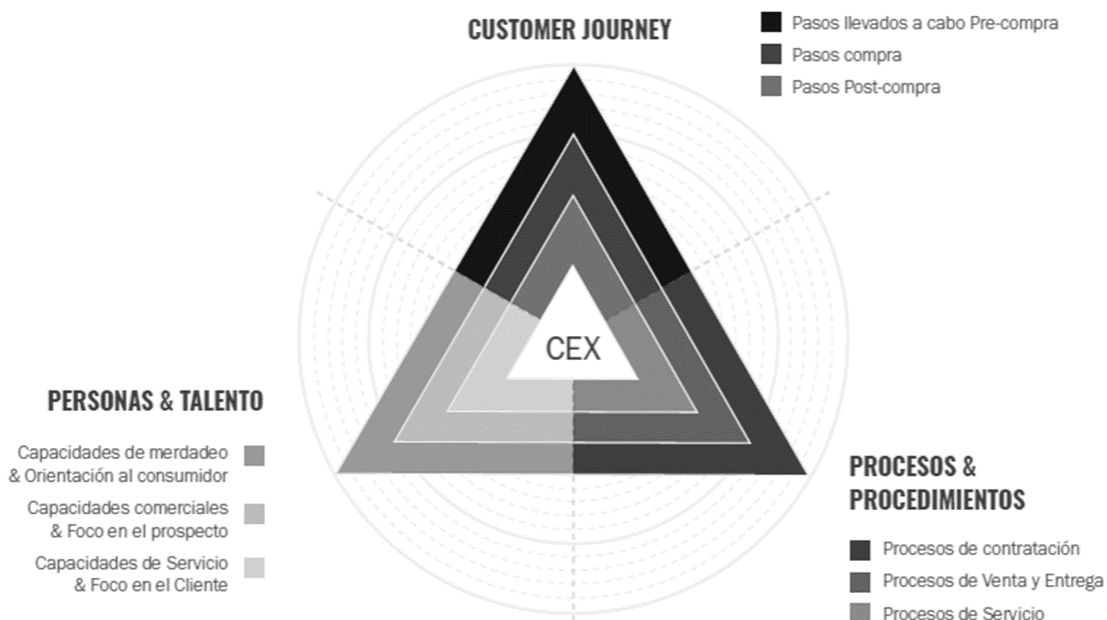 CUSTOMER JOURNEY
Pasos llevados a cabo Pre-compra
Pasos compra
Pasos Post-compra
CEX
PERSONAS & TALENTO
Capacidades de merdadeo
& Orientación al consumidor
Capacidades comerciales
& Foco en el prospecto
Capacidades de Servicio
& Foco en el Cliente
PROCESOS &
PROCEDIMIENTOS
Procesos de contratación
Procesos de Venta y Entrega
Procesos de Servicio